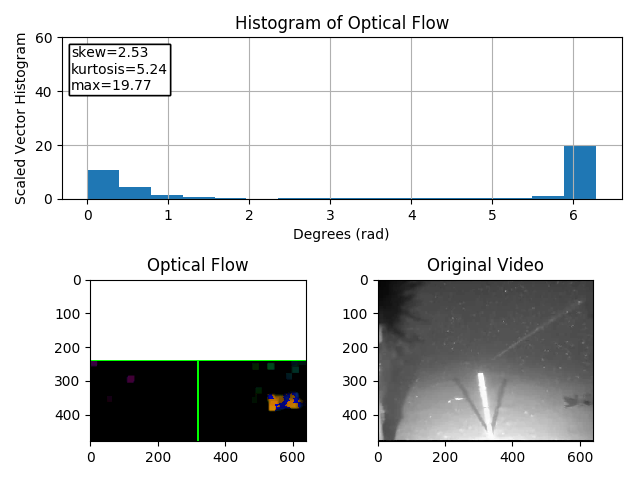 Histogram of Optical Flow
Scaled Vector Histogram
60
40
20
0
skew=2.53
kurtosis=5.24
max=19.77
0 1 2 3 4 5 6
Degrees (rad)
Optical Flow
0
100
200
300
400
0 200 400 600
Original Video
0
100
200
300
400
0 200 400 600